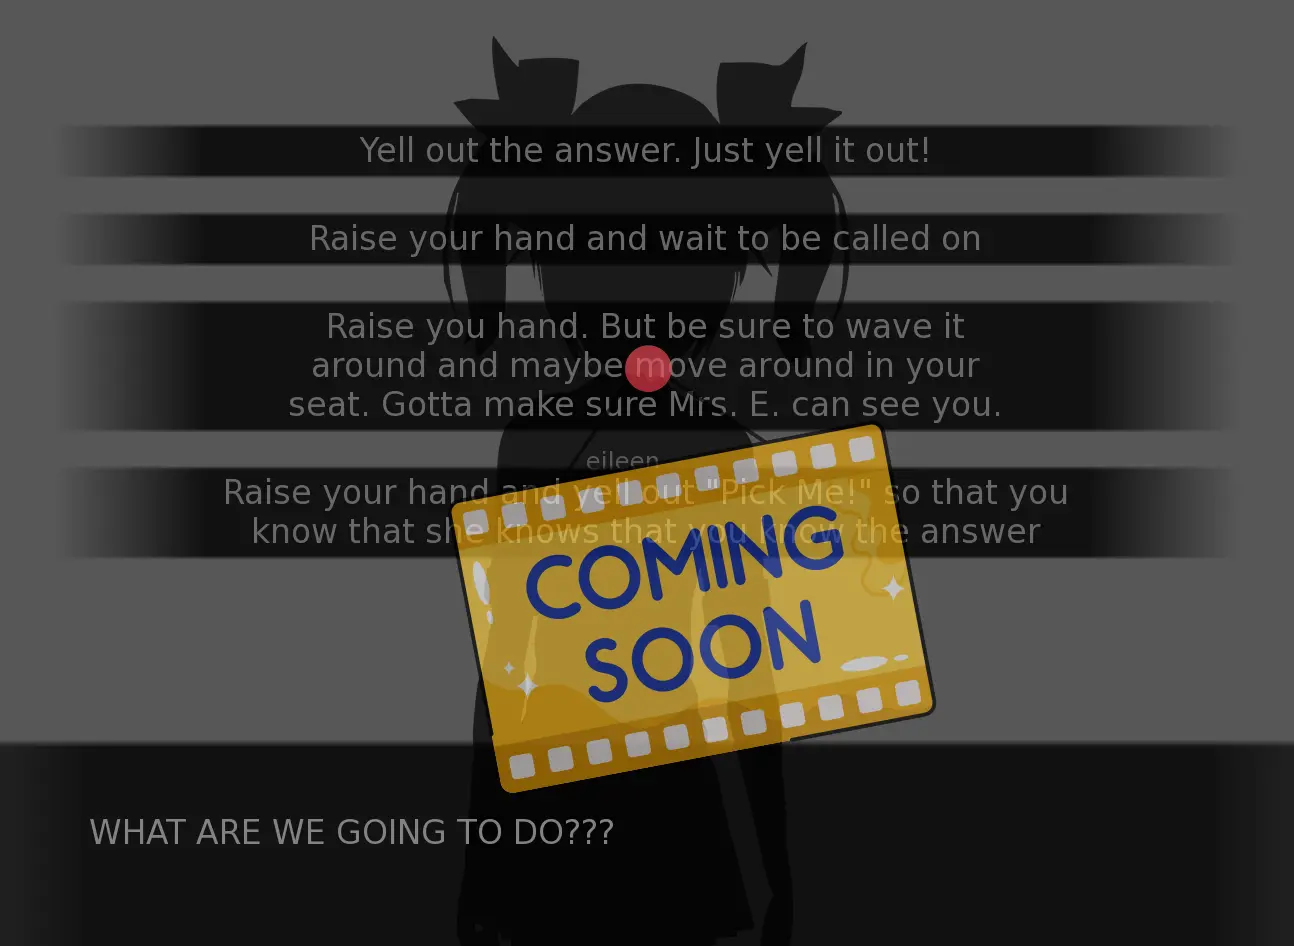 Yell out the answer. Just yell it out!
Raise your hand and wait to be called on
Raise you hand. But be sure to wave it
around and maybe move around in your
seat. Gotta make sure Mrs. E. can see you.
eileen
Raise your hand and yell out "Pick Me!" so that you
know that she knows that you know the answer
COMING
SOON
WHAT ARE WE GOING TO DO???